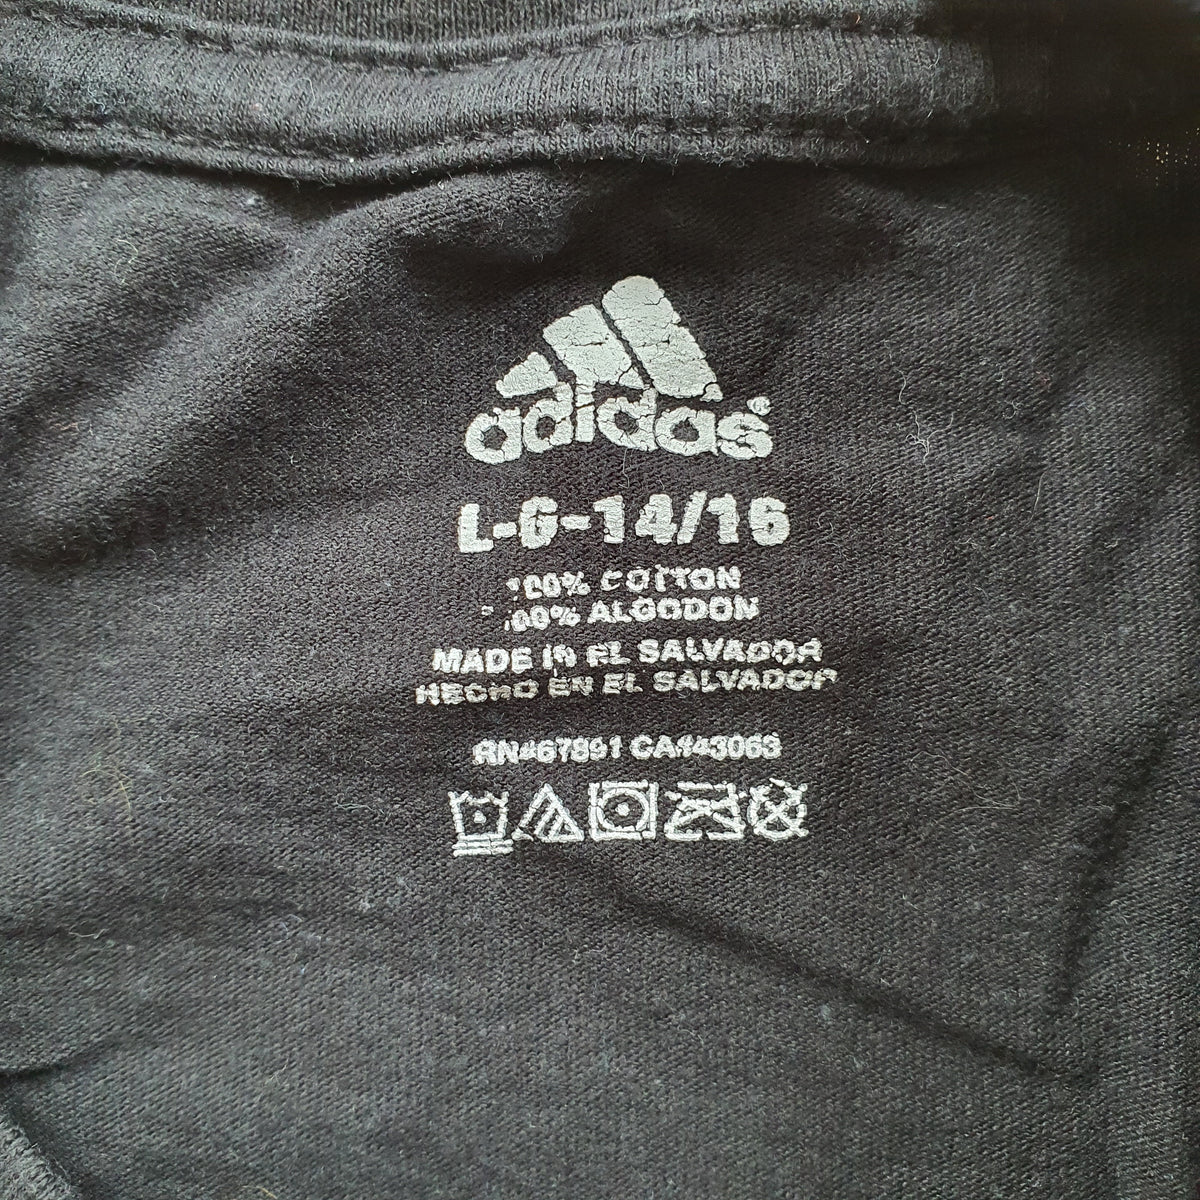 adidas®
L-G-14/16
100% COTTON
100% ALGODON
MADE IN EL SALVADOR
HECHO EN EL SALVADOR
RN#67891 CA#43063